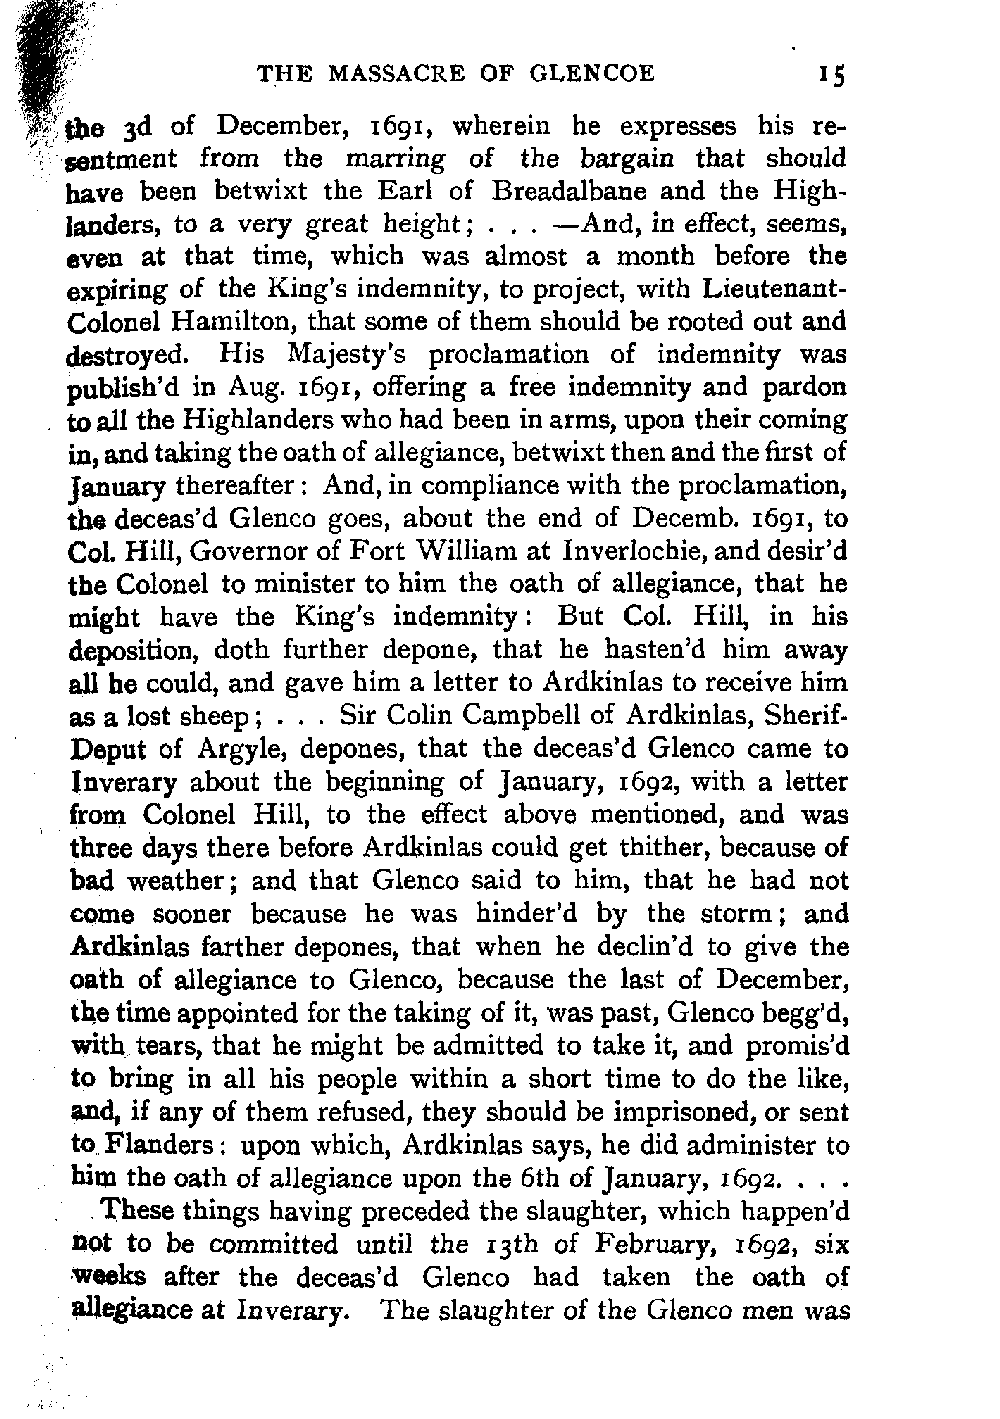 THE MASSACRE OF GLENCOE 15
the 3d of December, 1691, wherein he expresses his re-
sentment from the marring of the bargain that should
have been betwixt the Earl of Breadalbane and the High-
landers, to a very great height; . . . —And, in effect, seems,
even at that time, which was almost a month before the
expiring of the King's indemnity, to project, with Lieutenant-
Colonel Hamilton, that some of them should be rooted out and
destroyed. His Majesty's proclamation of indemnity was
publish'd in Aug. 1691, offering a free indemnity and pardon
to all the Highlanders who had been in arms, upon their coming
in, and taking the oath of allegiance, betwixt then and the first of
January thereafter: And, in compliance with the proclamation,
the deceas'd Glenco goes, about the end of Decemb. 1691, to
Col. Hill, Governor of Fort William at Inverlochie, and desir'd
the Colonel to minister to him the oath of allegiance, that he
might have the King's indemnity: But Col. Hill, in his
deposition, doth further depone, that he hasten'd him away
all he could, and gave him a letter to Ardkinlas to receive him
as a lost sheep; . . . Sir Colin Campbell of Ardkinlas, Sherif-
Deput of Argyle, depones, that the deceas'd Glenco came to
Inverary about the beginning of January, 1692, with a letter
from Colonel Hill, to the effect above mentioned, and was
three days there before Ardkinlas could get thither, because of
bad weather; and that Glenco said to him, that he had not
come sooner because he was hinder'd by the storm; and
Ardkinlas farther depones, that when he declin'd to give the
oath of allegiance to Glenco, because the last of December,
the time appointed for the taking of it, was past, Glenco begg'd,
with tears, that he might be admitted to take it, and promis'd
to bring in all his people within a short time to do the like,
and, if any of them refused, they should be imprisoned, or sent
to Flanders: upon which, Ardkinlas says, he did administer to
him the oath of allegiance upon the 6th of January, 1692. . . .
These things having preceded the slaughter, which happen'd
not to be committed until the 13th of February, 1692, six
weeks after the deceas'd Glenco had taken the oath of
allegiance at Inverary. The slaughter of the Glenco men was